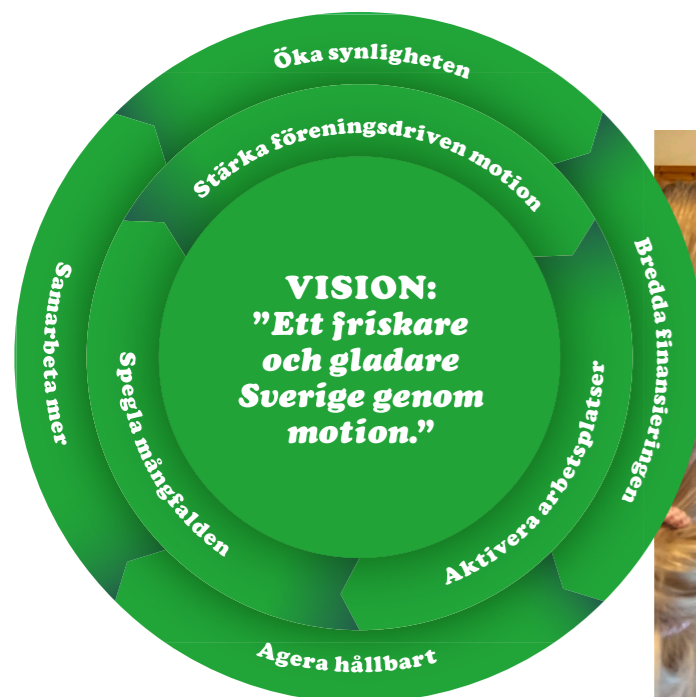 Öka synligheten
Stärka föreningsdriven motion
Bredda finansieringen
Samarbeta mer
VISION:
”Ett friskare
och gladare
Sverige genom
motion.”
Spegla mångfalden
Aktivera arbetsplatser
Agera hållbart